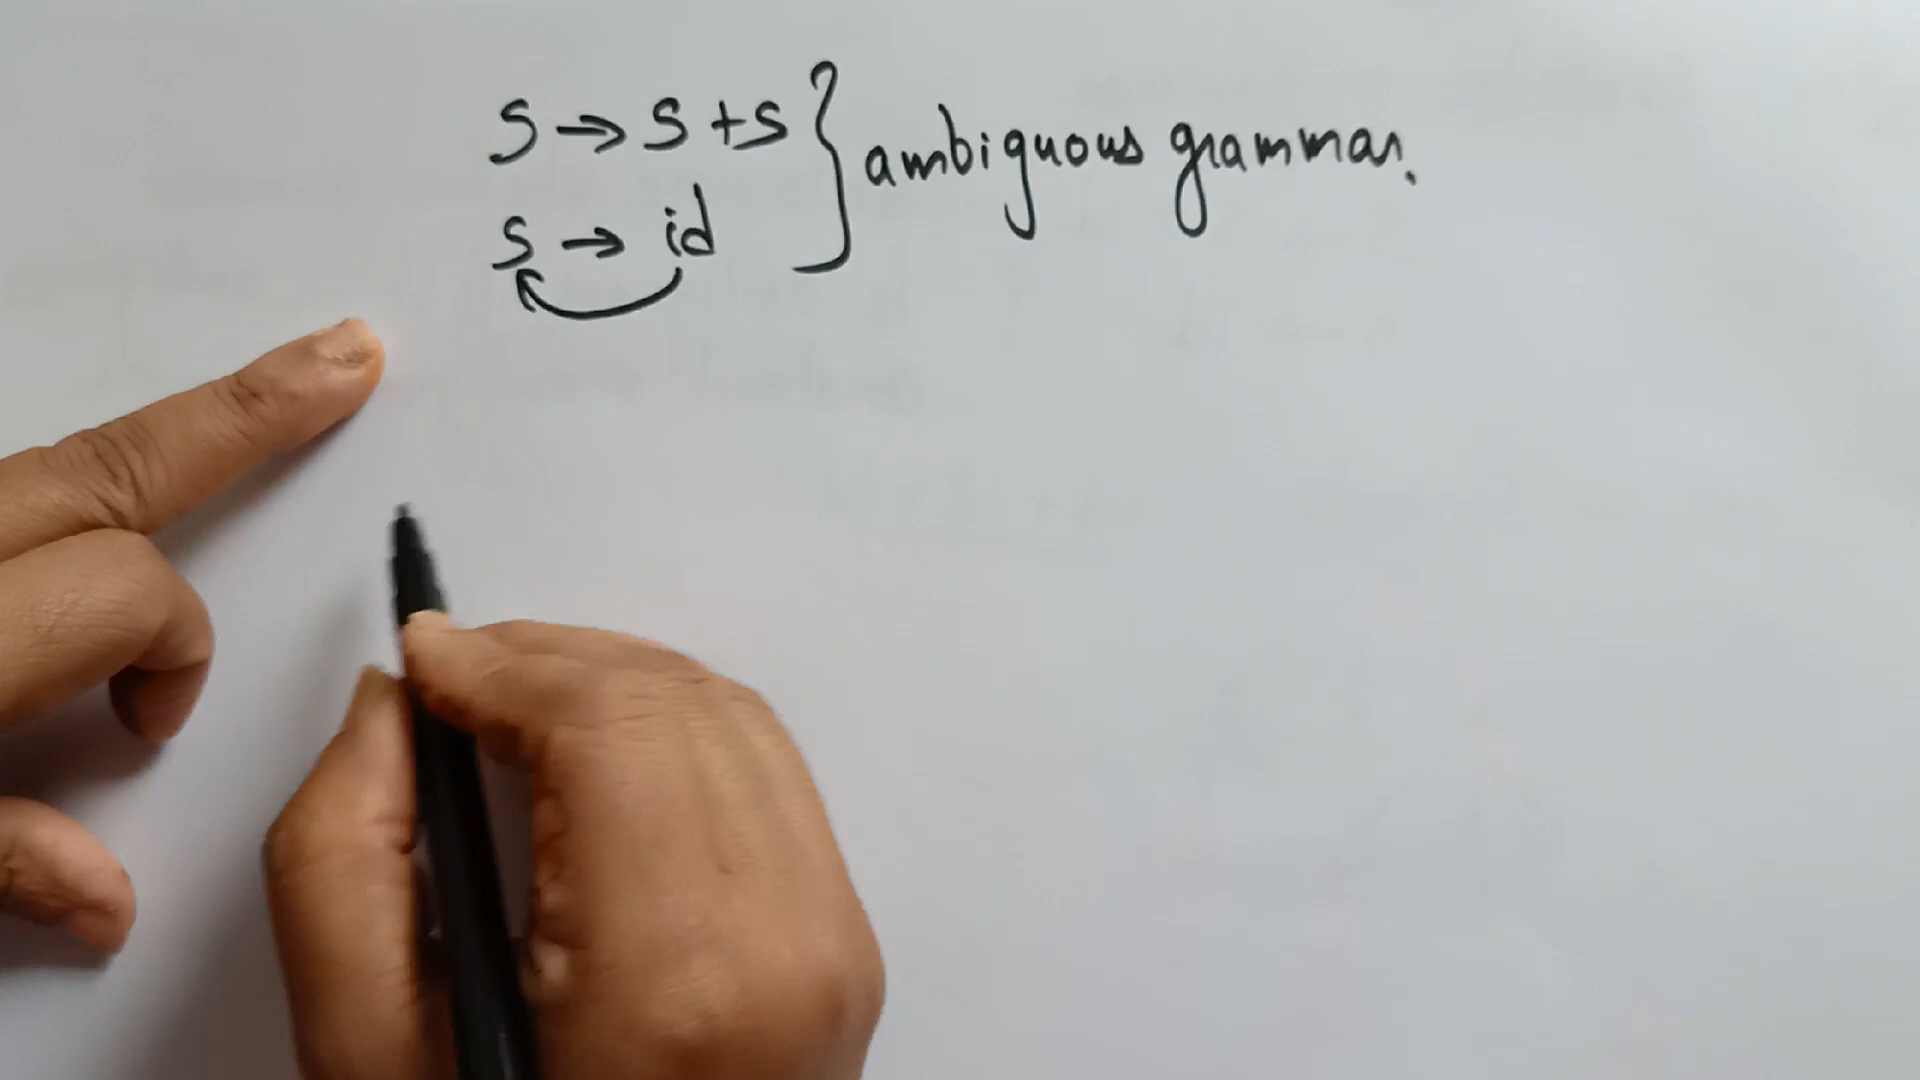 S → S + S } ambiguous grammar.
S → id